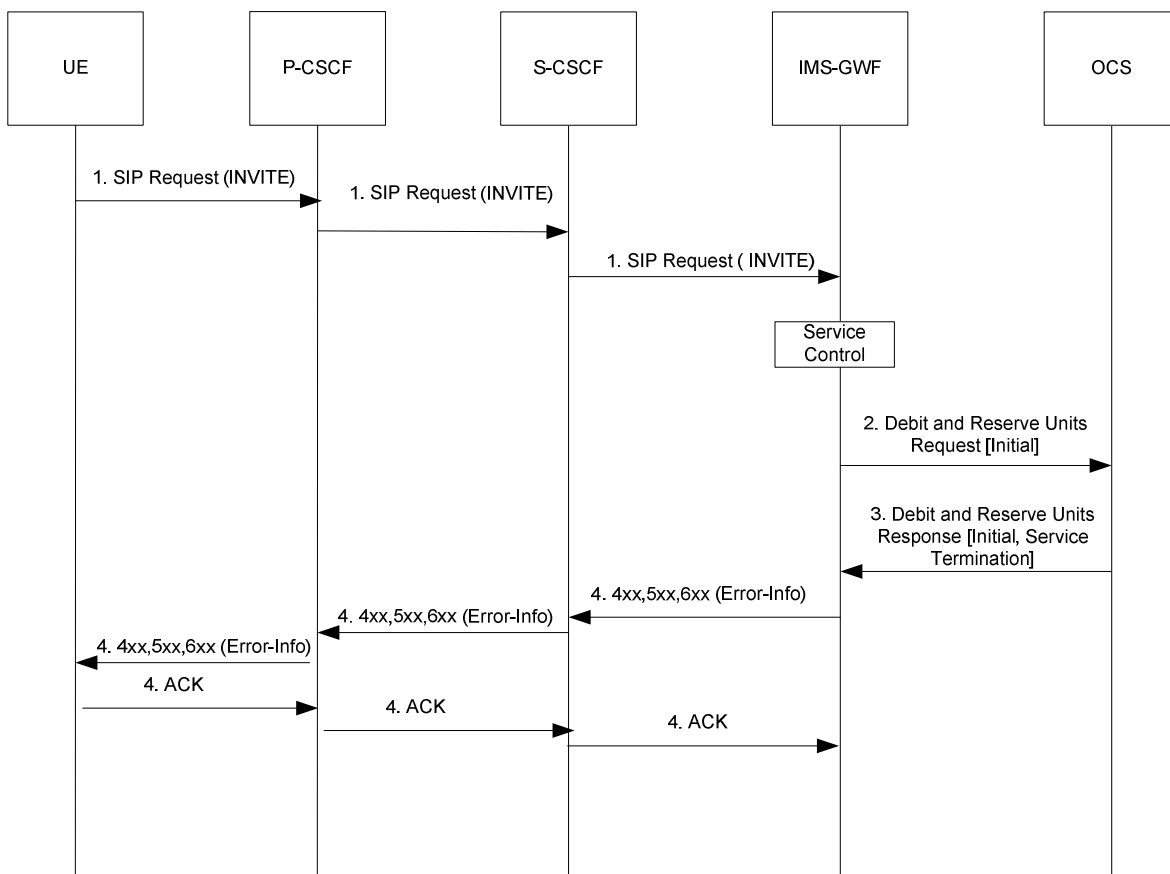 UE
P-CSCF
S-CSCF
IMS-GWF
OCS
1. SIP Request (INVITE)
1. SIP Request (INVITE)
1. SIP Request ( INVITE)
Service
Control
2. Debit and Reserve Units
Request [Initial]
3. Debit and Reserve Units
Response [Initial, Service
Termination]
4. 4xx,5xx,6xx (Error-Info)
4. 4xx,5xx,6xx (Error-Info)
4. 4xx,5xx,6xx (Error-Info)
4. ACK
4. ACK
4. ACK